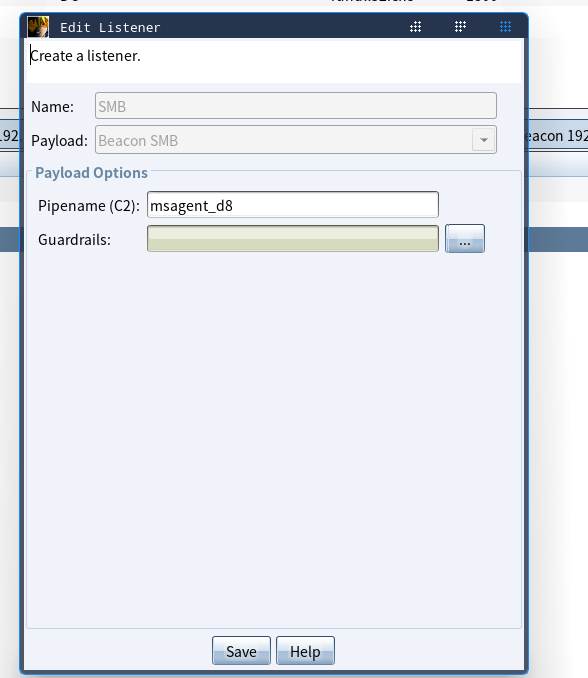 Edit Listener
Create a listener.
Name: SMB
192
eacon 192
Payload: Beacon SMB
Payload Options
Pipename (C2): msagent_d8
Guardrails: ...
Save Help